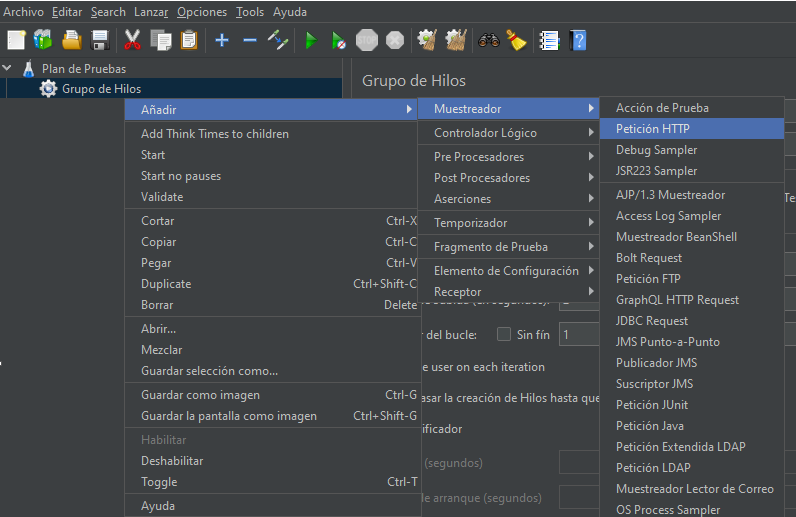 Archivo Editar Search Lanzar Opciones Tools Ayuda
Plan de Pruebas
Grupo de Hilos
Grupo de Hilos
Añadir
Add Think Times to children
Start
Start no pauses
Validate
Cortar Ctrl-X
Copiar Ctrl-C
Pegar Ctrl-V
Duplicate Ctrl+Shift-C
Borrar Delete
Abrir...
Mezclar
Guardar selección como...
Guardar como imagen Ctrl-G
Guardar la pantalla como imagen Ctrl+Shift-G
Habilitar
Deshabilitar
Toggle Ctrl-T
Ayuda
Muestreador
Controlador Lógico
Pre Procesadores
Post Procesadores
Aserciones
Temporizador
Fragmento de Prueba
Elemento de Configuración
Receptor
Acción de Prueba
Petición HTTP
Debug Sampler
JSR223 Sampler
AJP/1.3 Muestreador
Access Log Sampler
Muestreador BeanShell
Bolt Request
Petición FTP
GraphQL HTTP Request
JDBC Request
JMS Punto-a-Punto
Publicador JMS
Suscriptor JMS
Petición JUnit
Petición Java
Petición Extendida LDAP
Petición LDAP
Muestreador Lector de Correo
OS Process Sampler
del bucle: Sin fín 1
user on each iteration
la creación de Hilos hasta que
(segundos)
de arranque (segundos)